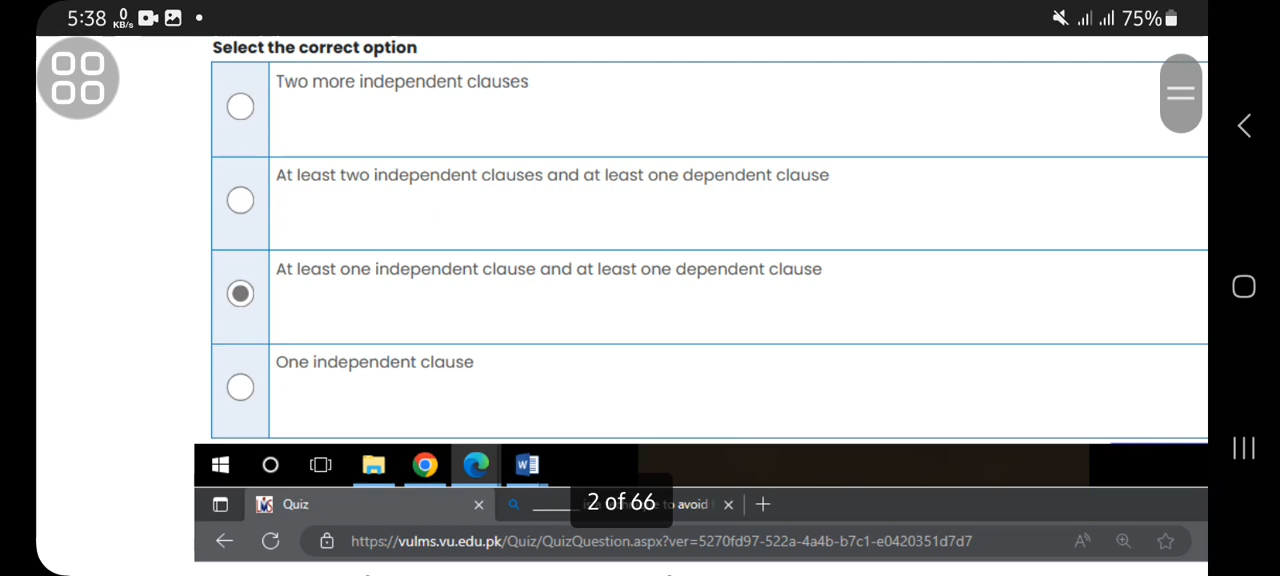 5:38 0 KB/s 75%
Select the correct option
Two more independent clauses
At least two independent clauses and at least one dependent clause
At least one independent clause and at least one dependent clause
One independent clause
W
Quiz × to avoid × +
2 of 66
https://vulms.vu.edu.pk/Quiz/QuizQuestion.aspx?ver=5270fd97-522a-4a4b-b7c1-e0420351d7d7 A